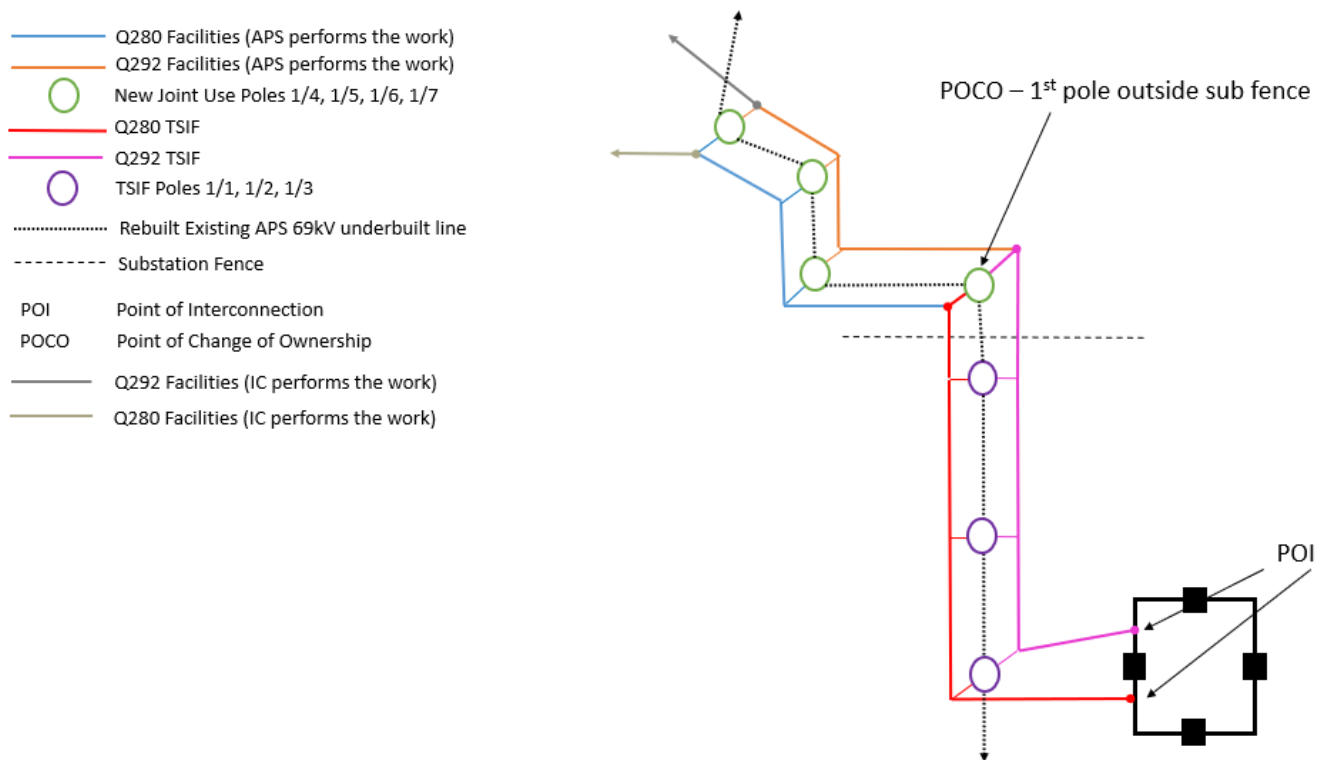 Q280 Facilities (APS performs the work)
Q292 Facilities (APS performs the work)
New Joint Use Poles 1/4, 1/5, 1/6, 1/7
Q280 TSIF
Q292 TSIF
TSIF Poles 1/1, 1/2, 1/3
Rebuilt Existing APS 69kV underbuilt line
Substation Fence
POI Point of Interconnection
POCO Point of Change of Ownership
Q292 Facilities (IC performs the work)
Q280 Facilities (IC performs the work)
POCO – 1st pole outside sub fence
POI